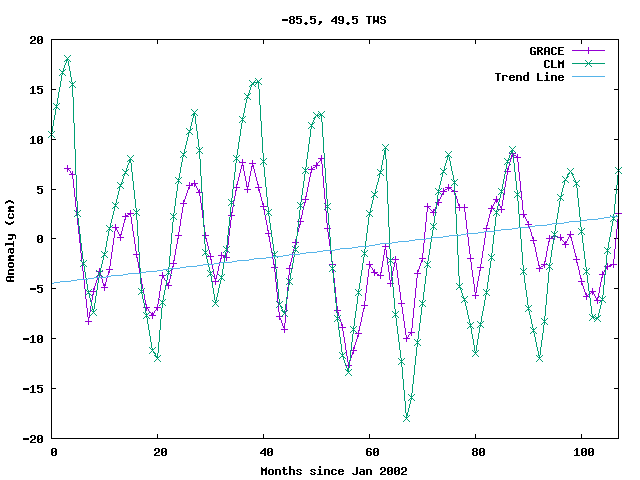 -85.5, 49.5 TWS
20
15
10
5
0
-5
-10
-15
-20
Anomaly (cm)
GRACE
CLM
Trend Line
0 20 40 60 80 100
Months since Jan 2002